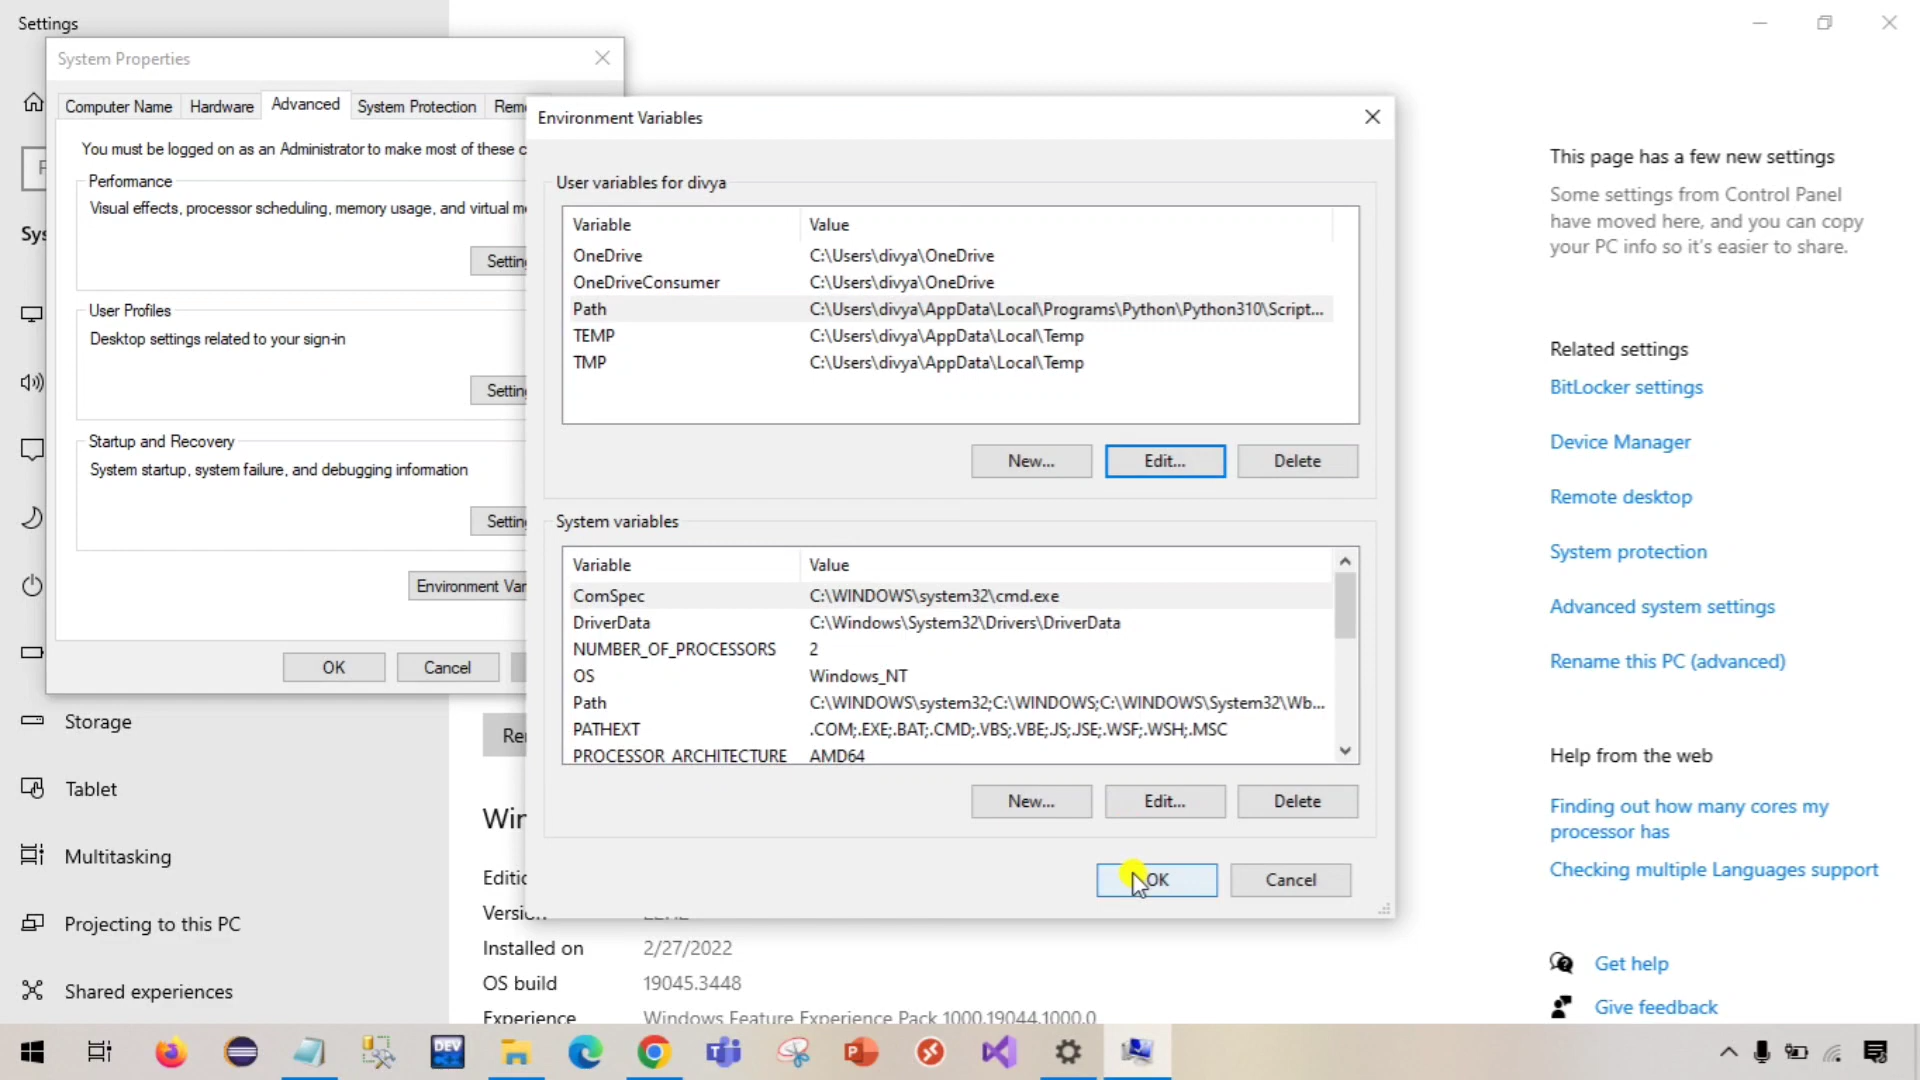 Settings
System Properties
Computer Name
Hardware
Advanced
System Protection
You must be logged on as an Administrator to make most of these
Performance
Visual effects, processor scheduling, memory usage, and virtual
User Profiles
Desktop settings related to your sign-in
Startup and Recovery
System startup, system failure, and debugging information
Environment
OK
Cancel
Storage
Tablet
Multitasking
Projecting to this PC
Shared experiences
Environment Variables
User variables for divya
Variable Value
OneDrive C:\Users\divya\OneDrive
OneDriveConsumer C:\Users\divya\OneDrive
Path C:\Users\divya\AppData\Local\Programs\Python\Python310\Script...
TEMP C:\Users\divya\AppData\Local\Temp
TMP C:\Users\divya\AppData\Local\Temp
New... Edit... Delete
System variables
Variable Value
ComSpec C:\WINDOWS\system32\cmd.exe
DriverData C:\Windows\System32\Drivers\DriverData
NUMBER_OF_PROCESSORS 2
OS Windows_NT
Path C:\WINDOWS\system32;C:\WINDOWS;C:\WINDOWS\System32\Wb...
PATHEXT .COM;.EXE;.BAT;.CMD;.VBS;.VBE;.JS;.JSE;.WSF;.WSH;.MSC
PROCESSOR_ARCHITECTURE AMD64
New... Edit... Delete
OK Cancel
Installed on 2/27/2022
OS build 19045.3448
Experience Windows Feature Experience Pack 1000.19044.1000.0
This page has a few new settings
Some settings from Control Panel
have moved here, and you can copy
your PC info so it's easier to share.
Related settings
BitLocker settings
Device Manager
Remote desktop
System protection
Advanced system settings
Rename this PC (advanced)
Help from the web
Finding out how many cores my
processor has
Checking multiple Languages support
Get help
Give feedback
DEV